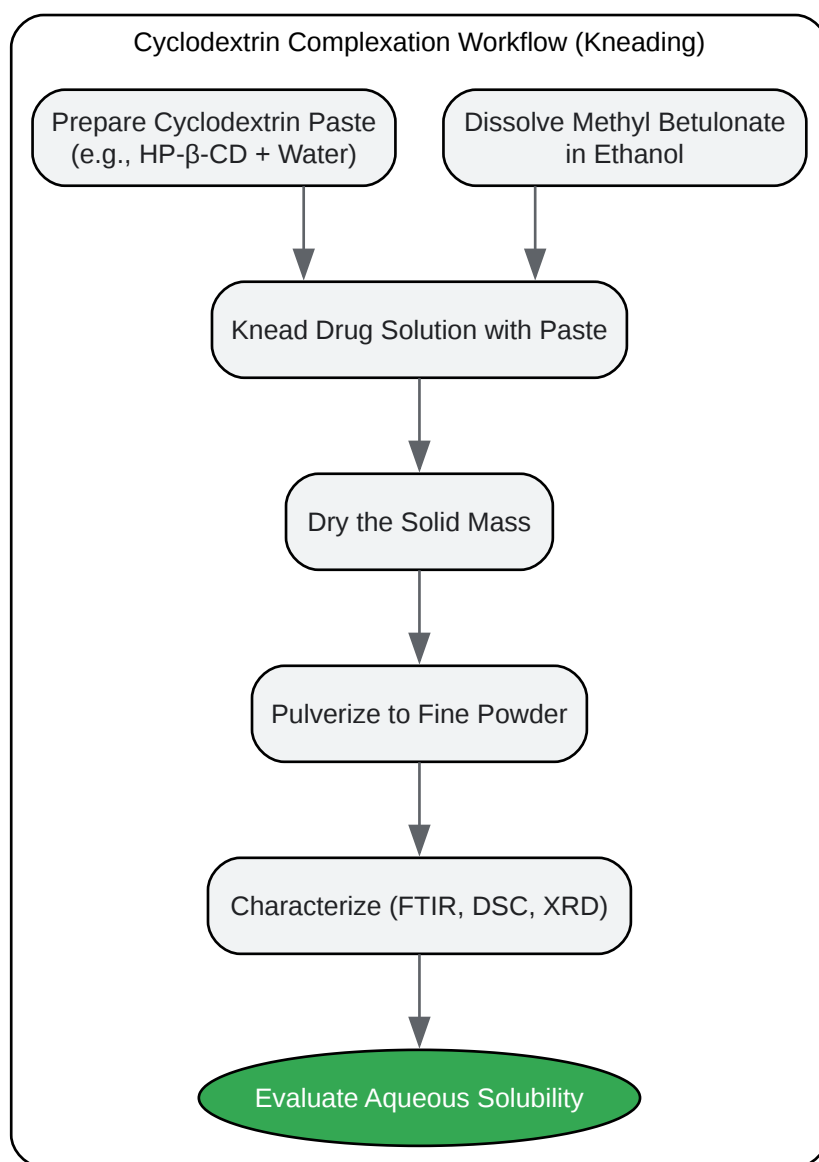 Cyclodextrin Complexation Workflow (Kneading)
Prepare Cyclodextrin Paste
(e.g., HP-β-CD + Water)
Dissolve Methyl Betulonate
in Ethanol
Knead Drug Solution with Paste
Dry the Solid Mass
Pulverize to Fine Powder
Characterize (FTIR, DSC, XRD)
Evaluate Aqueous Solubility